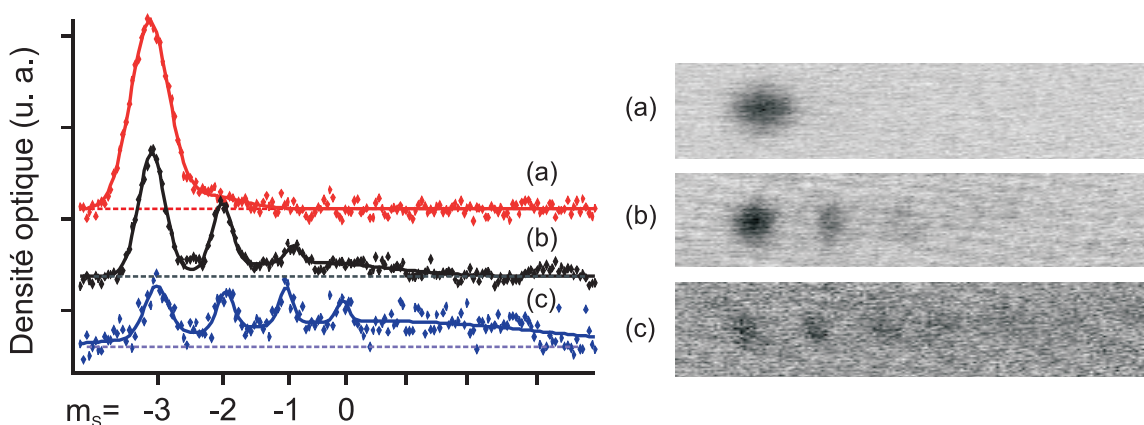 Densité optique (u. a.)
(a)
(b)
(c)
m_S= -3 -2 -1 0
(a)
(b)
(c)